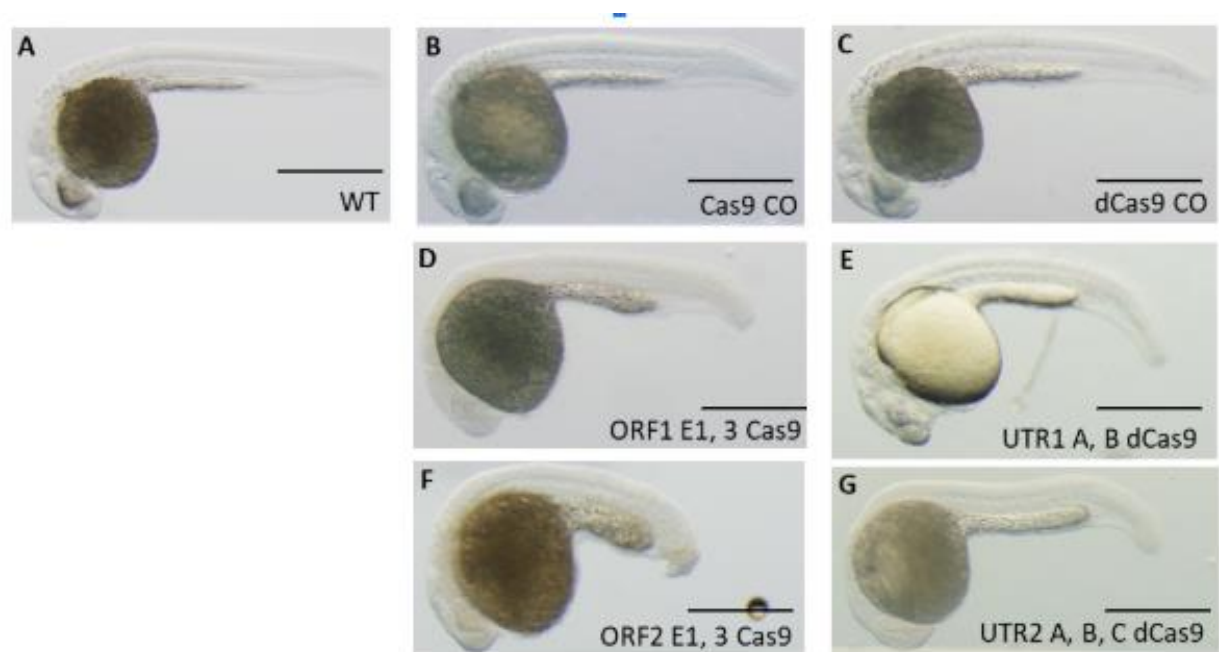 A
WT
B
Cas9 CO
C
dCas9 CO
D
ORF1 E1, 3 Cas9
E
UTR1 A, B dCas9
F
ORF2 E1, 3 Cas9
G
UTR2 A, B, C dCas9